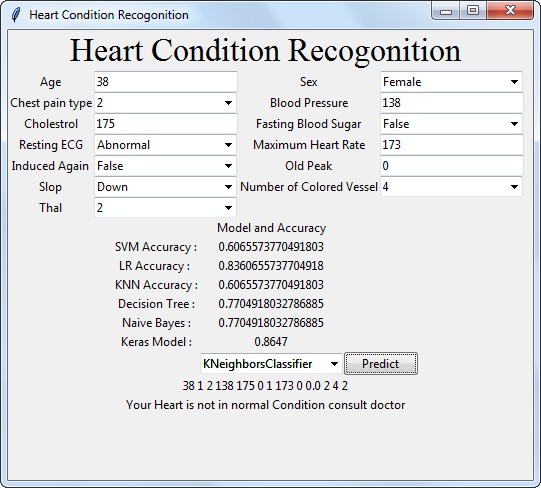 Heart Condition Recogonition
Heart Condition Recogonition
Age 38 Sex Female
Chest pain type 2 Blood Pressure 138
Cholestrol 175 Fasting Blood Sugar False
Resting ECG Abnormal Maximum Heart Rate 173
Induced Again False Old Peak 0
Slop Down Number of Colored Vessel 4
Thal 2
Model and Accuracy
SVM Accuracy : 0.6065573770491803
LR Accuracy : 0.8360655737704918
KNN Accuracy : 0.6065573770491803
Decision Tree : 0.7704918032786885
Naive Bayes : 0.7704918032786885
Keras Model : 0.8647
KNeighborsClassifier Predict
38 1 2 138 175 0 1 173 0 0.0 2 4 2
Your Heart is not in normal Condition consult doctor